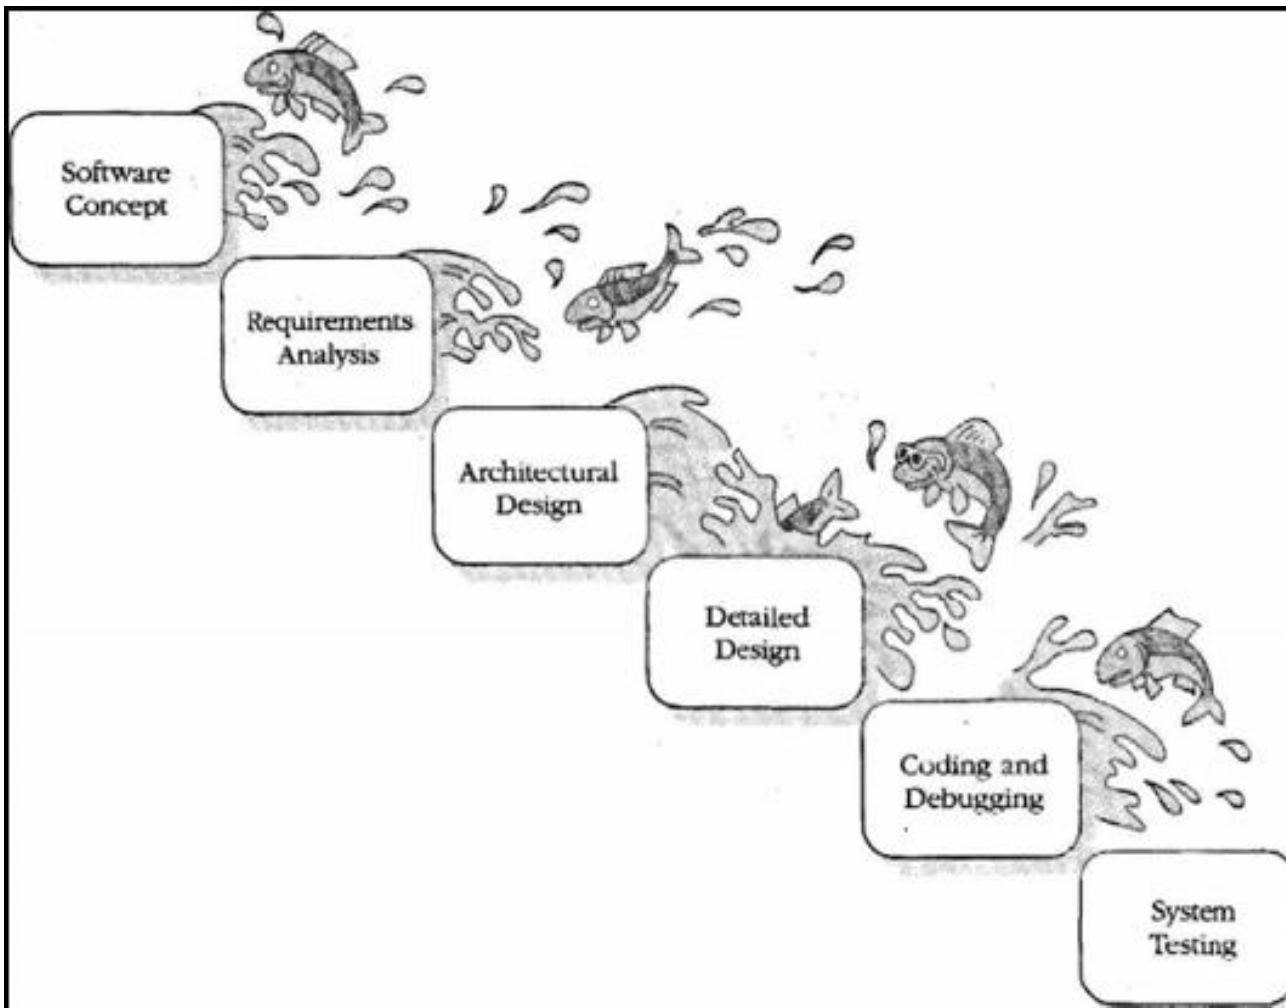 Software
Concept
Requirements
Analysis
Architectural
Design
Detailed
Design
Coding and
Debugging
System
Testing